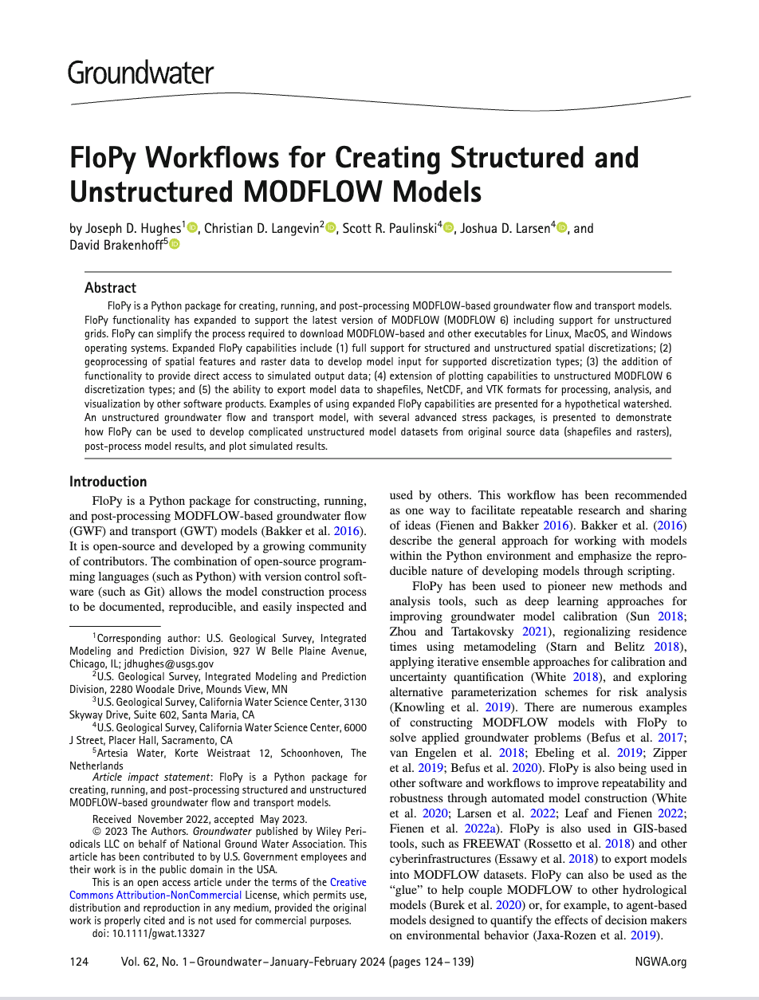 Groundwater
FloPy Workflows for Creating Structured and
Unstructured MODFLOW Models
by Joseph D. Hughes1 iD, Christian D. Langevin2 iD, Scott R. Paulinski4 iD, Joshua D. Larsen4 iD, and
David Brakenhoff5 iD
Abstract
FloPy is a Python package for creating, running, and post-processing MODFLOW-based groundwater flow and transport models.
FloPy functionality has expanded to support the latest version of MODFLOW (MODFLOW 6) including support for unstructured
grids. FloPy can simplify the process required to download MODFLOW-based and other executables for Linux, MacOS, and Windows
operating systems. Expanded FloPy capabilities include (1) full support for structured and unstructured spatial discretizations; (2)
geoprocessing of spatial features and raster data to develop model input for supported discretization types; (3) the addition of
functionality to provide direct access to simulated output data; (4) extension of plotting capabilities to unstructured MODFLOW 6
discretization types; and (5) the ability to export model data to shapefiles, NetCDF, and VTK formats for processing, analysis, and
visualization by other software products. Examples of using expanded FloPy capabilities are presented for a hypothetical watershed.
An unstructured groundwater flow and transport model, with several advanced stress packages, is presented to demonstrate
how FloPy can be used to develop complicated unstructured model datasets from original source data (shapefiles and rasters),
post-process model results, and plot simulated results.
Introduction
FloPy is a Python package for constructing, running,
and post-processing MODFLOW-based groundwater flow
(GWF) and transport (GWT) models (Bakker et al. 2016).
It is open-source and developed by a growing community
of contributors. The combination of open-source program-
ming languages (such as Python) with version control soft-
ware (such as Git) allows the model construction process
to be documented, reproducible, and easily inspected and
1Corresponding author: U.S. Geological Survey, Integrated
Modeling and Prediction Division, 927 W Belle Plaine Avenue,
Chicago, IL; jdhughes@usgs.gov
2U.S. Geological Survey, Integrated Modeling and Prediction
Division, 2280 Woodale Drive, Mounds View, MN
3U.S. Geological Survey, California Water Science Center, 3130
Skyway Drive, Suite 602, Santa Maria, CA
4U.S. Geological Survey, California Water Science Center, 6000
J Street, Placer Hall, Sacramento, CA
5Artesia Water, Korte Weistraat 12, Schoonhoven, The
Netherlands
Article impact statement: FloPy is a Python package for
creating, running, and post-processing structured and unstructured
MODFLOW-based groundwater flow and transport models.
Received November 2022, accepted May 2023.
© 2023 The Authors. Groundwater published by Wiley Peri-
odicals LLC on behalf of National Ground Water Association. This
article has been contributed to by U.S. Government employees and
their work is in the public domain in the USA.
This is an open access article under the terms of the Creative
Commons Attribution-NonCommercial License, which permits use,
distribution and reproduction in any medium, provided the original
work is properly cited and is not used for commercial purposes.
doi: 10.1111/gwat.13327
used by others. This workflow has been recommended
as one way to facilitate repeatable research and sharing
of ideas (Fienen and Bakker 2016). Bakker et al. (2016)
describe the general approach for working with models
within the Python environment and emphasize the repro-
ducible nature of developing models through scripting.
FloPy has been used to pioneer new methods and
analysis tools, such as deep learning approaches for
improving groundwater model calibration (Sun 2018;
Zhou and Tartakovsky 2021), regionalizing residence
times using metamodeling (Starn and Belitz 2018),
applying iterative ensemble approaches for calibration and
uncertainty quantification (White 2018), and exploring
alternative parameterization schemes for risk analysis
(Knowling et al. 2019). There are numerous examples
of constructing MODFLOW models with FloPy to
solve applied groundwater problems (Befus et al. 2017;
van Engelen et al. 2018; Ebeling et al. 2019; Zipper
et al. 2019; Befus et al. 2020). FloPy is also being used in
other software and workflows to improve repeatability and
robustness through automated model construction (White
et al. 2020; Larsen et al. 2022; Leaf and Fienen 2022;
Fienen et al. 2022a). FloPy is also used in GIS-based
tools, such as FREEWAT (Rossetto et al. 2018) and other
cyberinfrastructures (Essawy et al. 2018) to export models
into MODFLOW datasets. FloPy can also be used as the
“glue” to help couple MODFLOW to other hydrological
models (Burek et al. 2020) or, for example, to agent-based
models designed to quantify the effects of decision makers
on environmental behavior (Jaxa-Rozen et al. 2019).
124 Vol. 62, No. 1–Groundwater–January-February 2024 (pages 124–139) NGWA.org